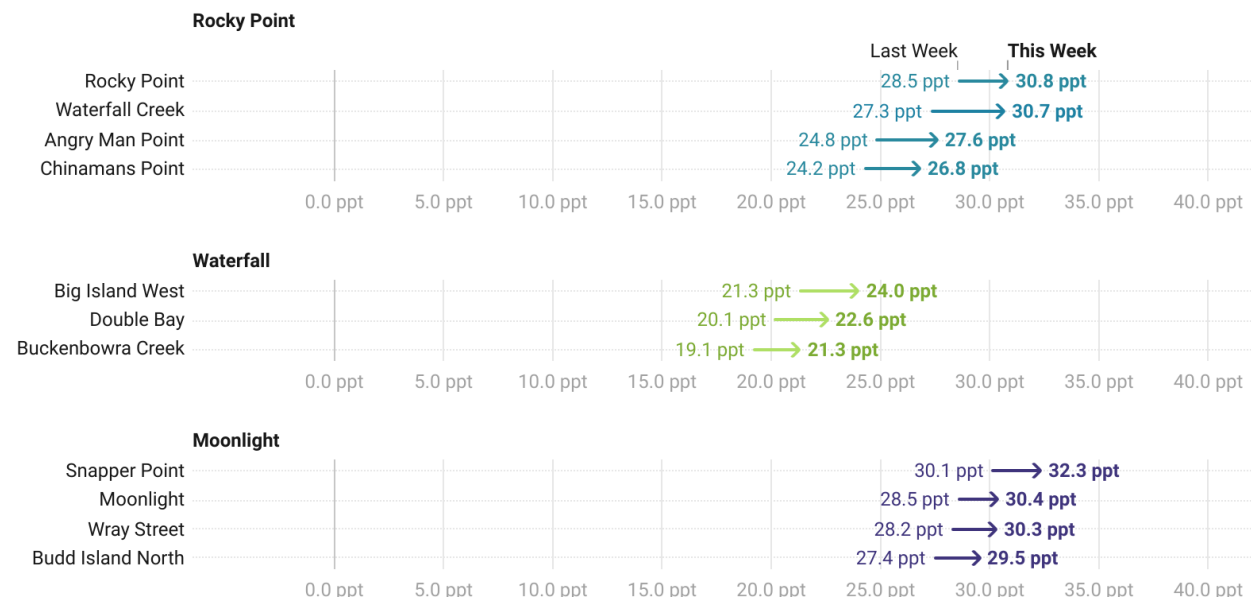 Rocky Point
Last Week This Week
Rocky Point 28.5 ppt 30.8 ppt
Waterfall Creek 27.3 ppt 30.7 ppt
Angry Man Point 24.8 ppt 27.6 ppt
Chinamans Point 24.2 ppt 26.8 ppt
0.0 ppt 5.0 ppt 10.0 ppt 15.0 ppt 20.0 ppt 25.0 ppt 30.0 ppt 35.0 ppt 40.0 ppt
Waterfall
Big Island West 21.3 ppt 24.0 ppt
Double Bay 20.1 ppt 22.6 ppt
Buckenbowra Creek 19.1 ppt 21.3 ppt
0.0 ppt 5.0 ppt 10.0 ppt 15.0 ppt 20.0 ppt 25.0 ppt 30.0 ppt 35.0 ppt 40.0 ppt
Moonlight
Snapper Point 30.1 ppt 32.3 ppt
Moonlight 28.5 ppt 30.4 ppt
Wray Street 28.2 ppt 30.3 ppt
Budd Island North 27.4 ppt 29.5 ppt
0.0 ppt 5.0 ppt 10.0 ppt 15.0 ppt 20.0 ppt 25.0 ppt 30.0 ppt 35.0 ppt 40.0 ppt